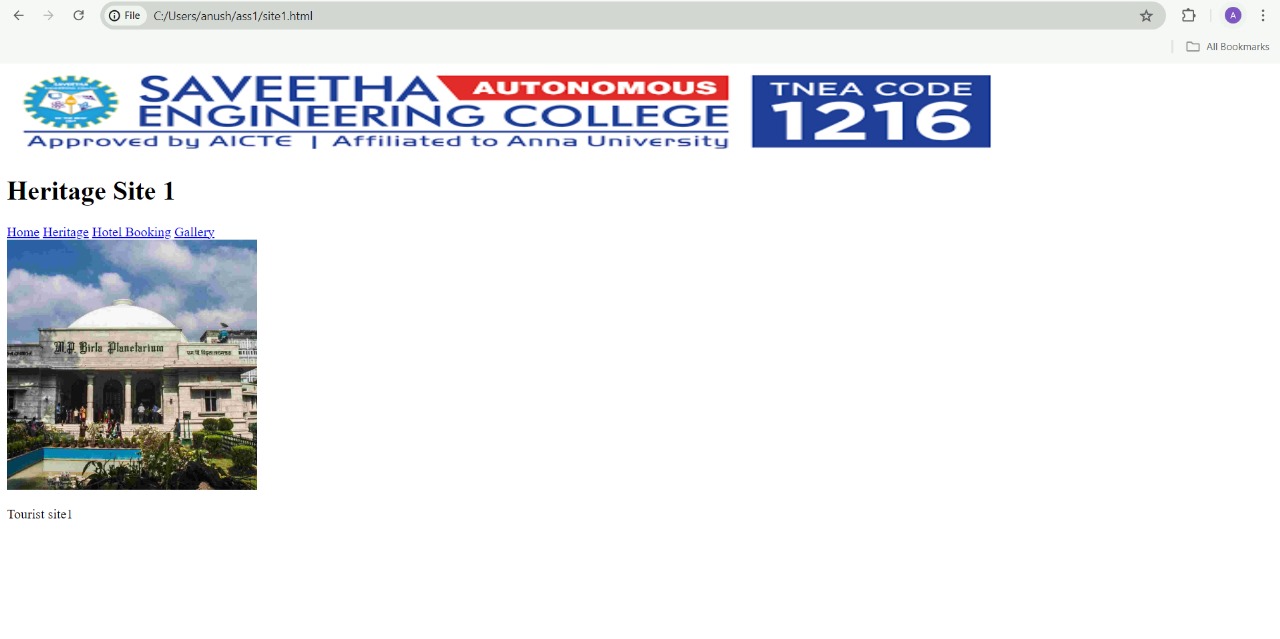 File C:/Users/anush/ass1/site1.html
A
All Bookmarks
SAVEETHA AUTONOMOUS
ENGINEERING COLLEGE
Approved by AICTE | Affiliated to Anna University
TNEA CODE
1216
Heritage Site 1
Home Heritage Hotel Booking Gallery
M.P. Birla Planetarium
Tourist site1